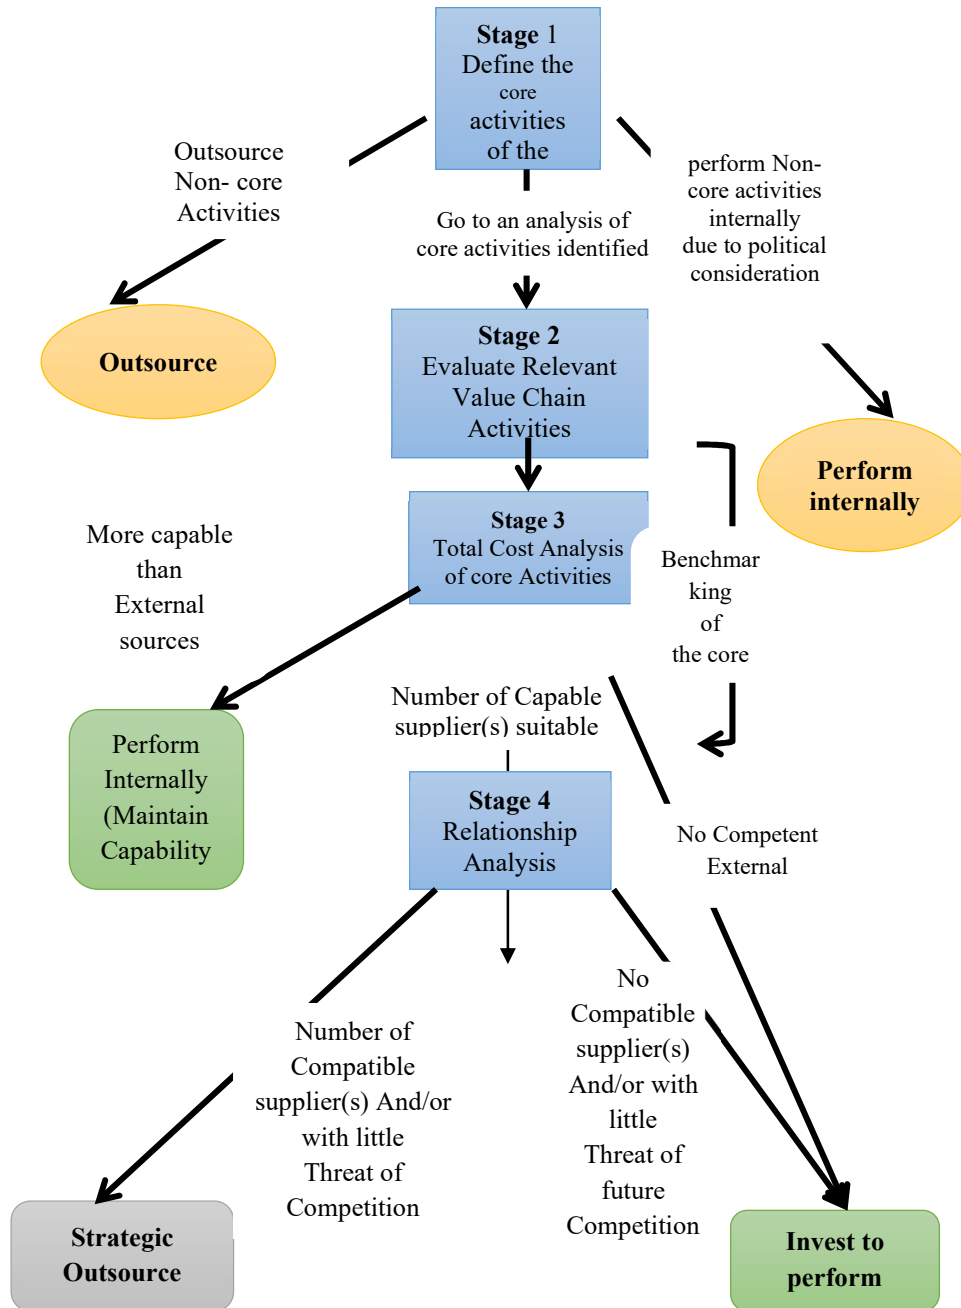 Stage 1
Define the
core
activities
of the
Outsource
Non- core
Activities
perform Non-
core activities
internally
due to political
consideration
Go to an analysis of
core activities identified
Outsource
Stage 2
Evaluate Relevant
Value Chain
Activities
Perform
internally
Stage 3
Total Cost Analysis
of core Activities
More capable
than
External
sources
Benchmar
king
of
the core
Number of Capable
supplier(s) suitable
Perform
Internally
(Maintain
Capability
Stage 4
Relationship
Analysis
No Competent
External
Number of
Compatible
supplier(s) And/or
with little
Threat of
Competition
No
Compatible
supplier(s)
And/or with
little
Threat of
future
Competition
Strategic
Outsource
Invest to
perform